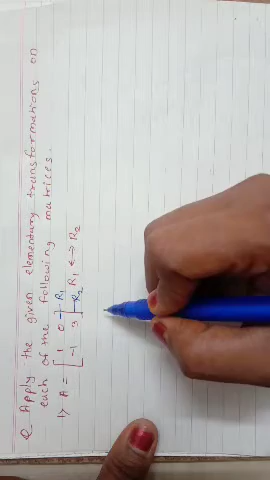 Q Apply the given elementary transformations on
each of the following matrices.
1> A = [ 1 0 ] → R₁
[ -1 3 ] → R₂ R₁ ↔ R₂